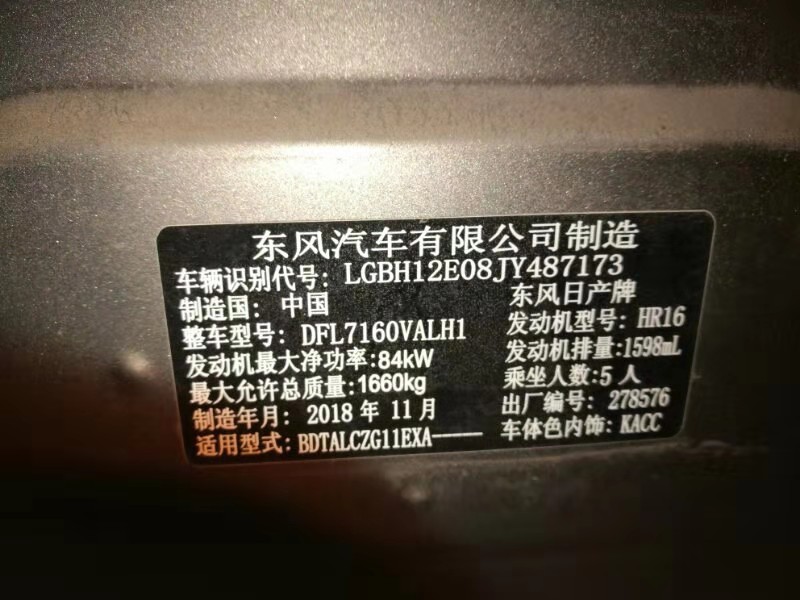 东风汽车有限公司制造
车辆识别代号: LGBH12E08JY487173
制造国: 中国 东风日产牌
整车型号: DFL7160VALH1 发动机型号: HR16
发动机最大净功率:84kW 发动机排量:1598mL
最大允许总质量:1660kg 乘坐人数:5 人
制造年月: 2018 年 11 月 出厂编号: 278576
适用型式: BDTALCZG11EXA----- 车体色内饰: KACC